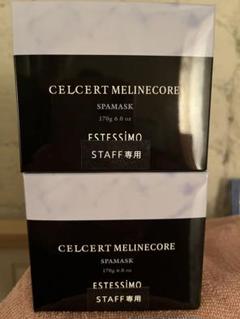 CELCERT MELINECORE
SPAMASK
170g 6.0 oz
ESTESSiMO
STAFF専用
CELCERT MELINECORE
SPAMASK
170g 6.0 oz
ESTESSiMO
STAFF専用